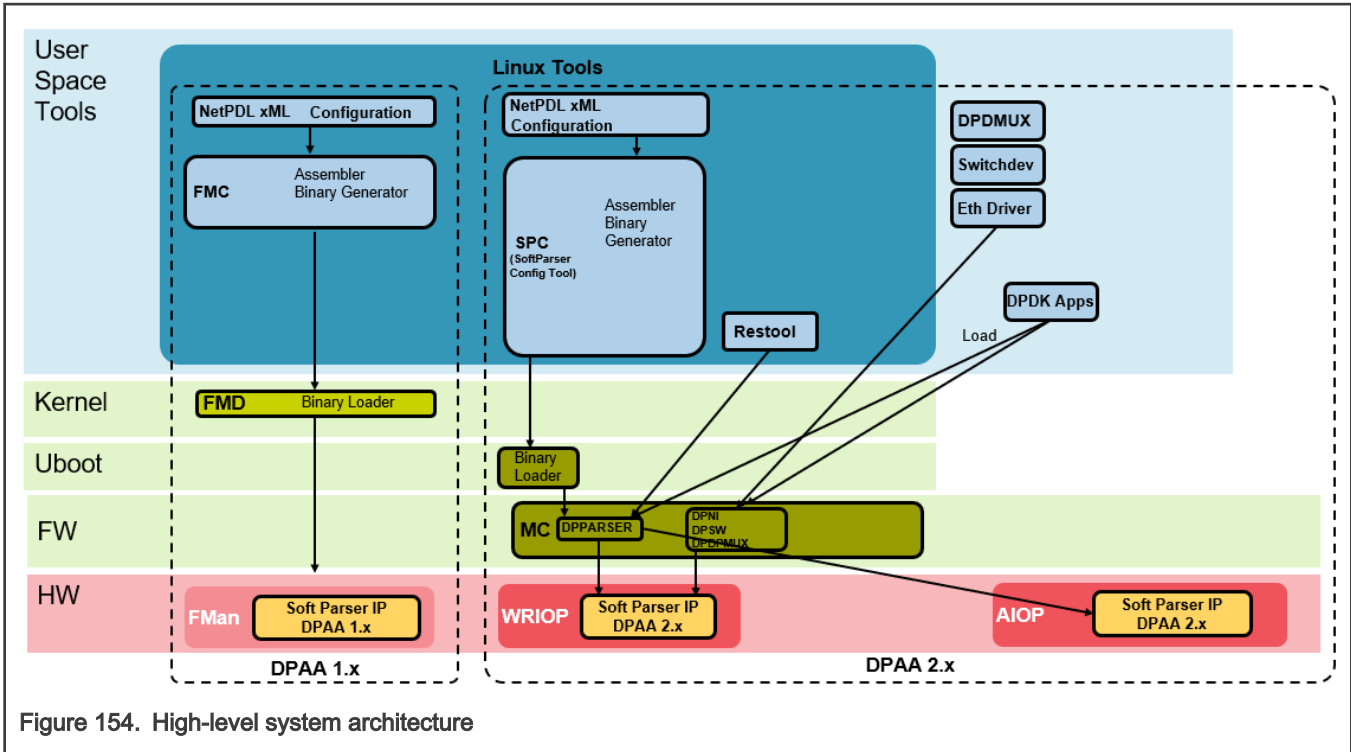 User
Space
Tools
Linux Tools
NetPDL xML Configuration
FMC
Assembler
Binary Generator
NetPDL xML
Configuration
SPC
(SoftParser
Config Tool)
Assembler
Binary
Generator
Restool
DPDMUX
Switchdev
Eth Driver
DPDK Apps
Load
Kernel
FMD Binary Loader
Uboot
Binary
Loader
FW
MC
DPPARSER
DPNI
DPSW
DPDPMUX
HW
FMan
Soft Parser IP
DPAA 1.x
WRIOP
Soft Parser IP
DPAA 2.x
AIOP
Soft Parser IP
DPAA 2.x
DPAA 1.x
DPAA 2.x
Figure 154. High-level system architecture